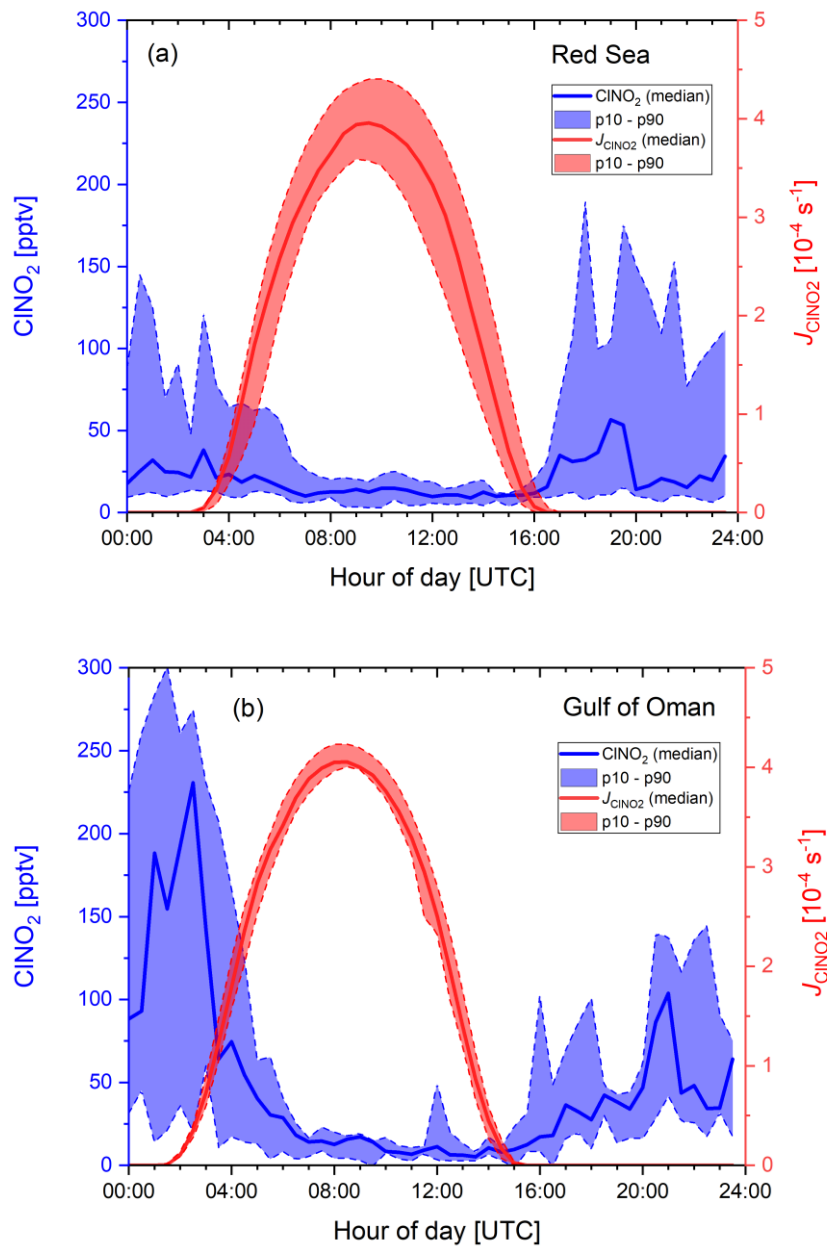 (a)
Red Sea
ClNO₂ (median)
p10 - p90
J_ClNO2 (median)
p10 - p90
300
250
200
150
100
50
0
ClNO₂ [pptv]
5
4
3
2
1
0
J_ClNO2 [10⁻⁴ s⁻¹]
00:00 04:00 08:00 12:00 16:00 20:00 24:00
Hour of day [UTC]
(b)
Gulf of Oman
ClNO₂ (median)
p10 - p90
J_ClNO2 (median)
p10 - p90
300
250
200
150
100
50
0
ClNO₂ [pptv]
5
4
3
2
1
0
J_ClNO2 [10⁻⁴ s⁻¹]
00:00 04:00 08:00 12:00 16:00 20:00 24:00
Hour of day [UTC]